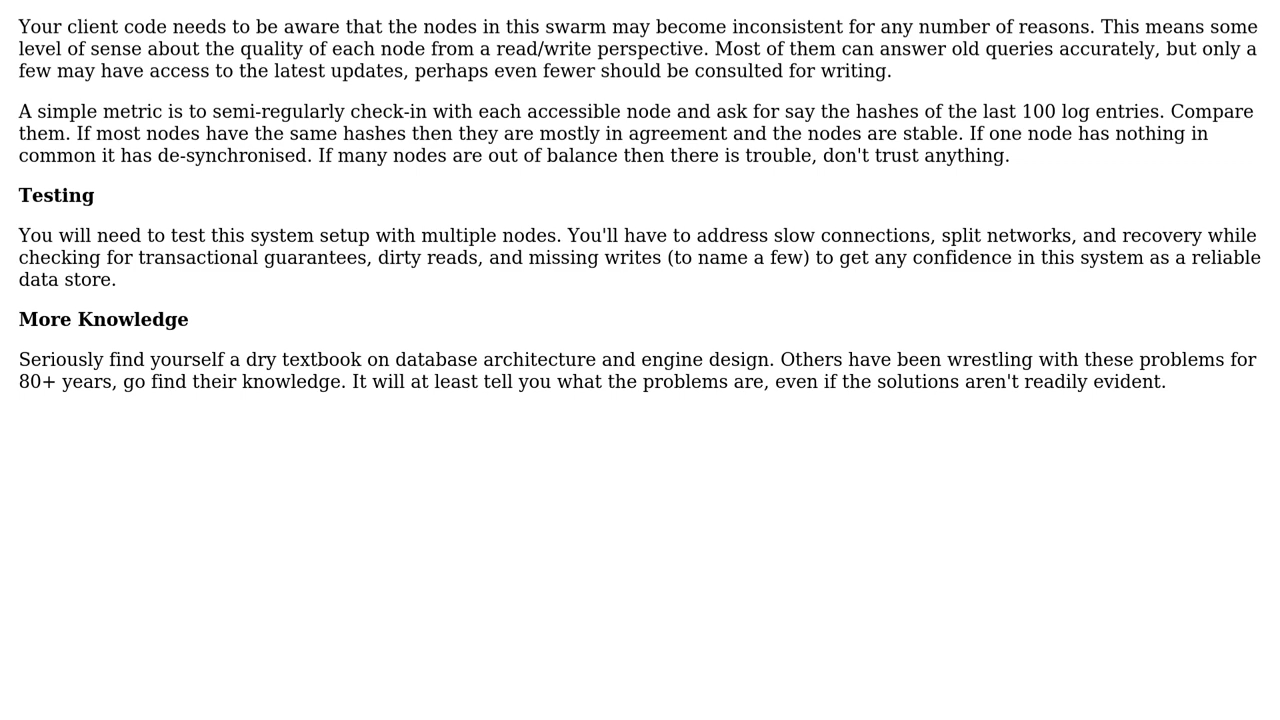 Your client code needs to be aware that the nodes in this swarm may become inconsistent for any number of reasons. This means some
level of sense about the quality of each node from a read/write perspective. Most of them can answer old queries accurately, but only a
few may have access to the latest updates, perhaps even fewer should be consulted for writing.
A simple metric is to semi-regularly check-in with each accessible node and ask for say the hashes of the last 100 log entries. Compare
them. If most nodes have the same hashes then they are mostly in agreement and the nodes are stable. If one node has nothing in
common it has de-synchronised. If many nodes are out of balance then there is trouble, don't trust anything.
Testing
You will need to test this system setup with multiple nodes. You'll have to address slow connections, split networks, and recovery while
checking for transactional guarantees, dirty reads, and missing writes (to name a few) to get any confidence in this system as a reliable
data store.
More Knowledge
Seriously find yourself a dry textbook on database architecture and engine design. Others have been wrestling with these problems for
80+ years, go find their knowledge. It will at least tell you what the problems are, even if the solutions aren't readily evident.